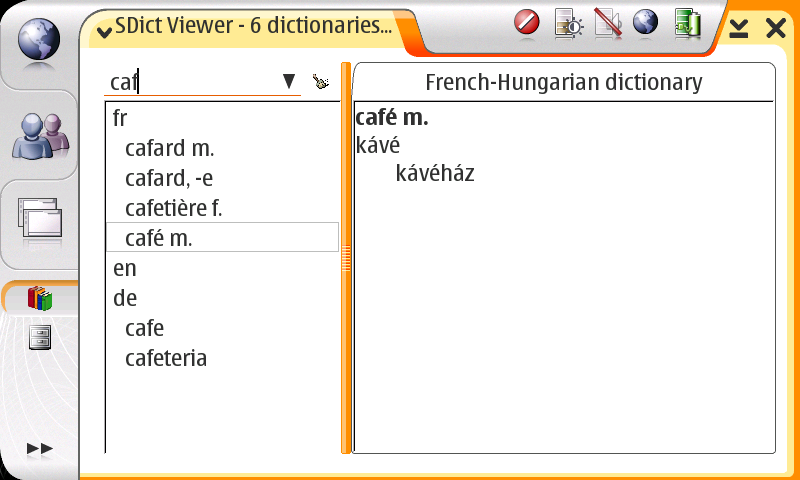 SDict Viewer - 6 dictionaries...
caf
fr
cafard m.
cafard, -e
cafetière f.
café m.
en
de
cafe
cafeteria
French-Hungarian dictionary
café m.
kávé
kávéház